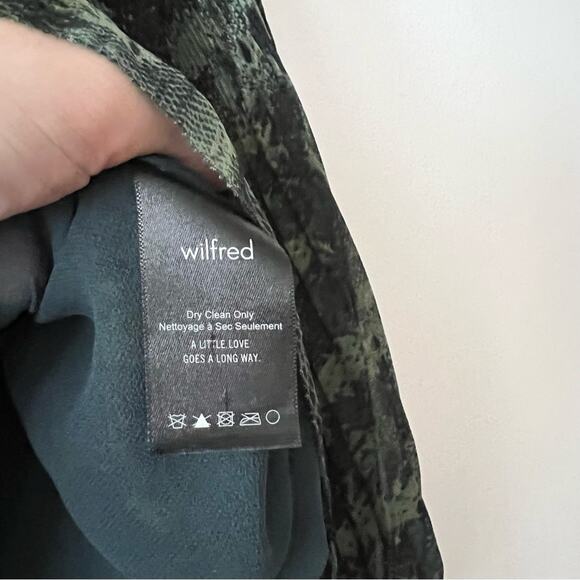 wilfred
Dry Clean Only
Nettoyage à Sec Seulement
A LITTLE LOVE
GOES A LONG WAY.